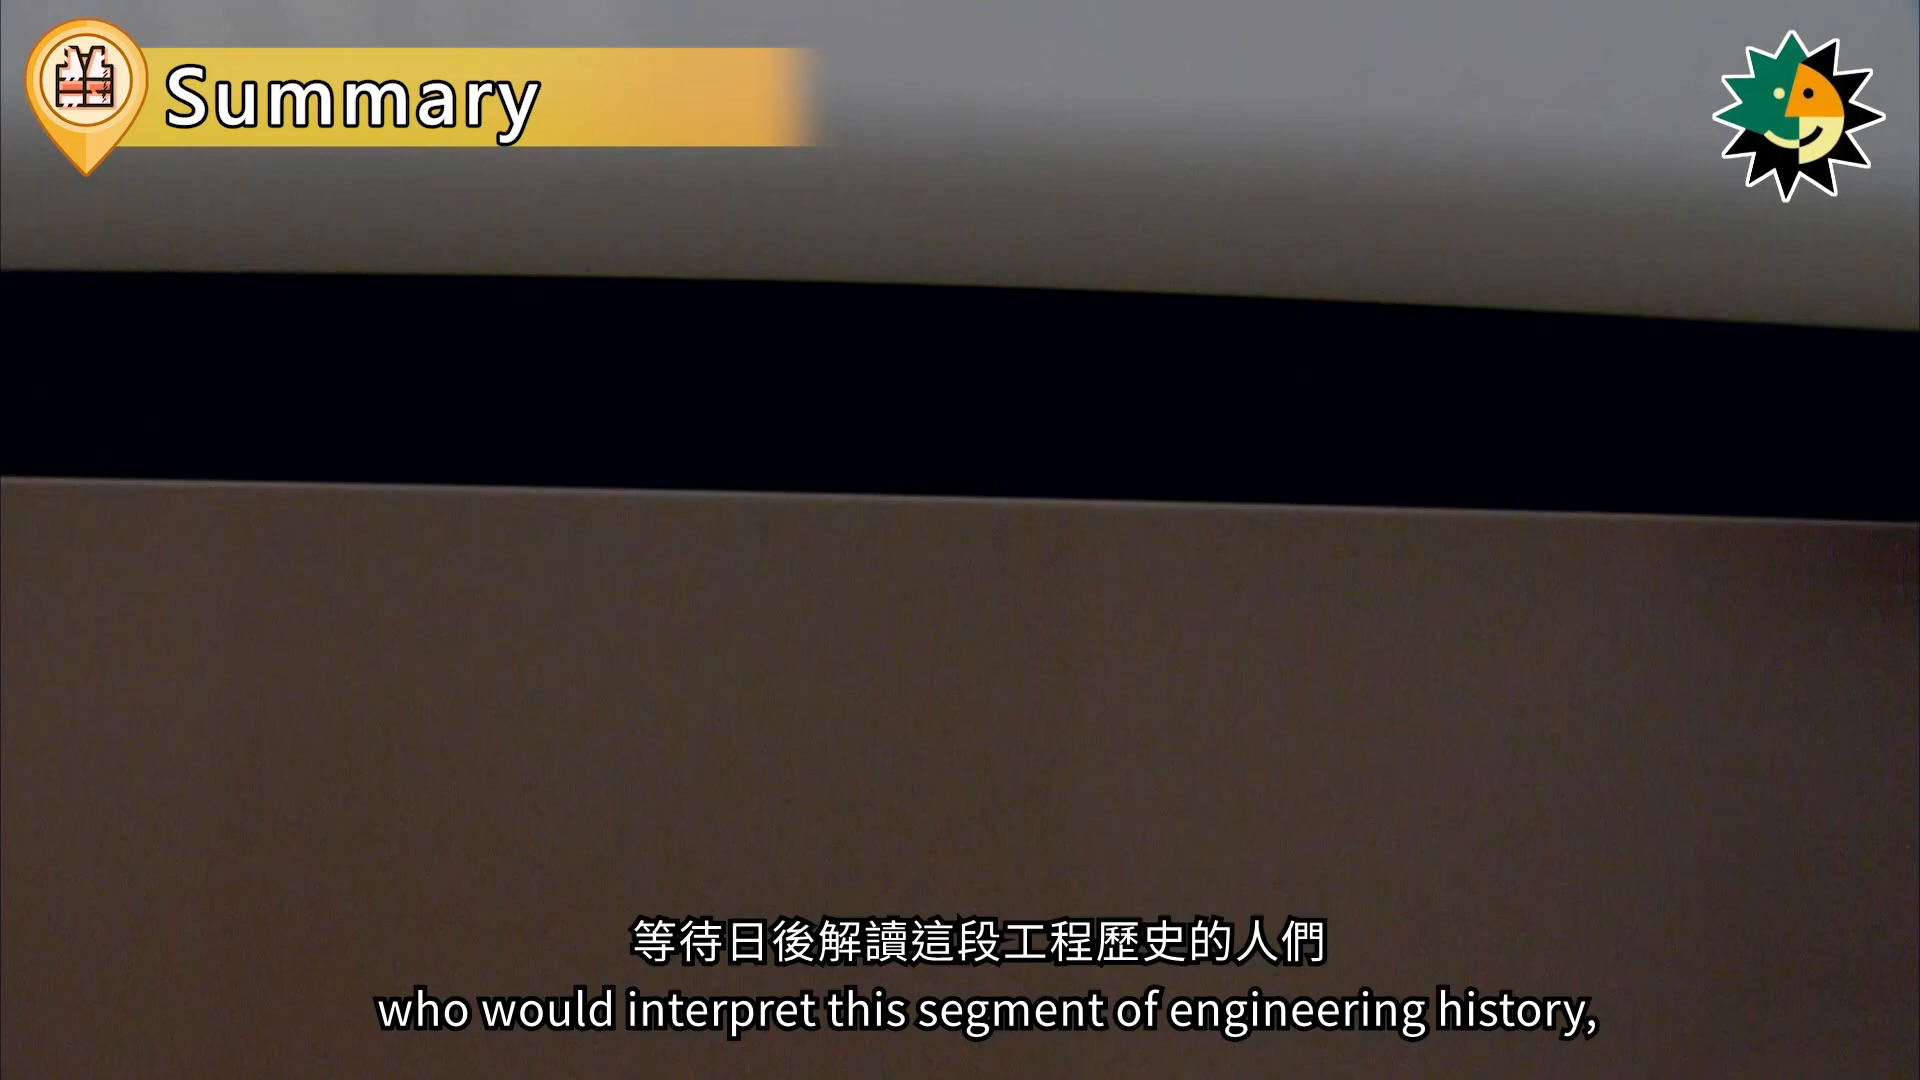 Summary
等待日後解讀這段工程歷史的人們
who would interpret this segment of engineering history,